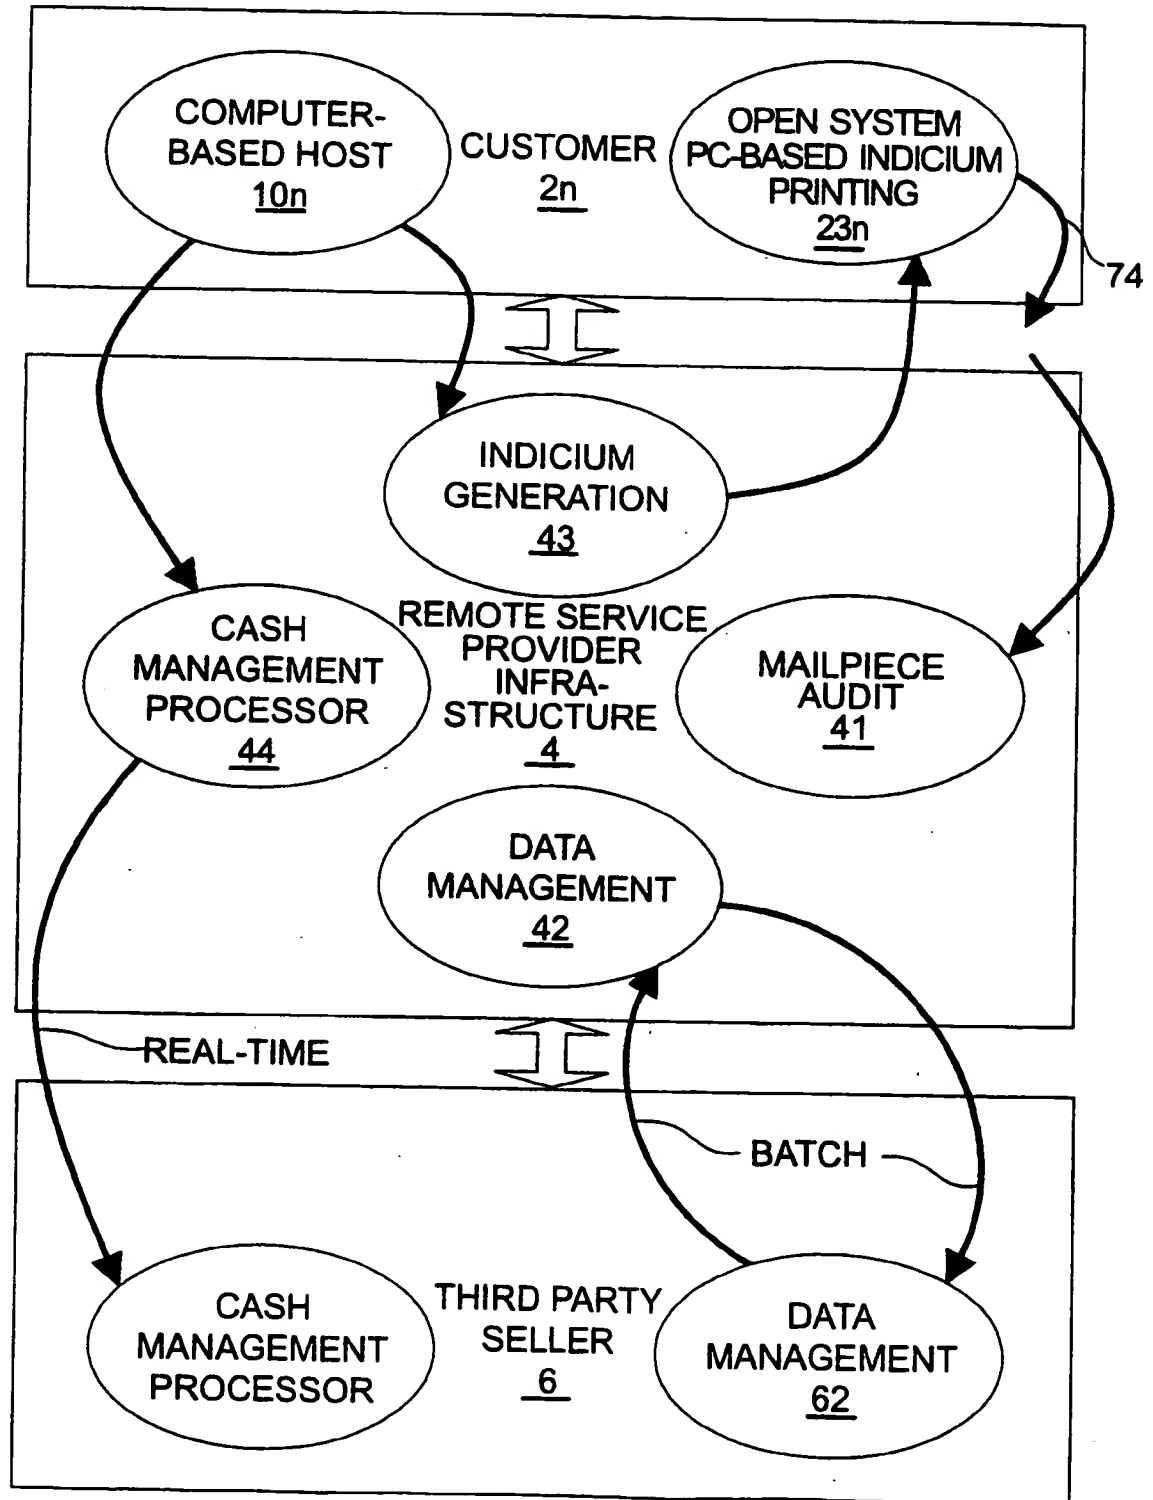 COMPUTER-
BASED HOST
10n
CUSTOMER
2n
OPEN SYSTEM
PC-BASED INDICIUM
PRINTING
23n
74
INDICIUM
GENERATION
43
CASH
MANAGEMENT
PROCESSOR
44
REMOTE SERVICE
PROVIDER
INFRA-
STRUCTURE
4
MAILPIECE
AUDIT
41
DATA
MANAGEMENT
42
REAL-TIME
BATCH
CASH
MANAGEMENT
PROCESSOR
THIRD PARTY
SELLER
6
DATA
MANAGEMENT
62